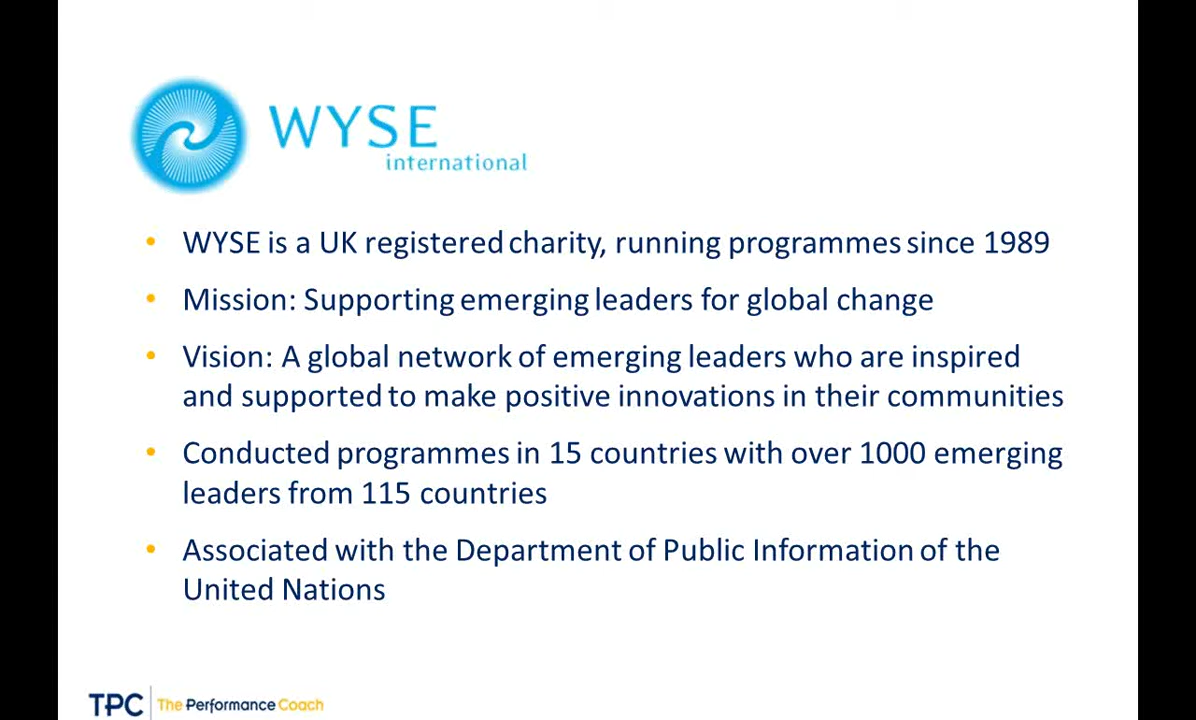 WYSE
international
• WYSE is a UK registered charity, running programmes since 1989
• Mission: Supporting emerging leaders for global change
• Vision: A global network of emerging leaders who are inspired
and supported to make positive innovations in their communities
• Conducted programmes in 15 countries with over 1000 emerging
leaders from 115 countries
• Associated with the Department of Public Information of the
United Nations
TPC The Performance Coach